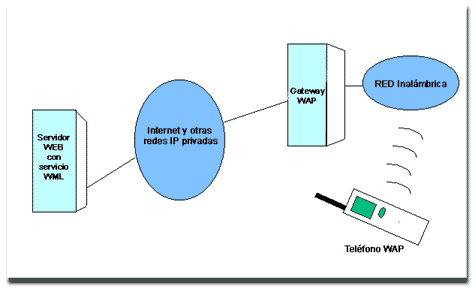 Servidor
WEB
con
servicio
WML
Internet y otras
redes IP privadas
Gateway
WAP
RED Inalámbrica
Teléfono WAP